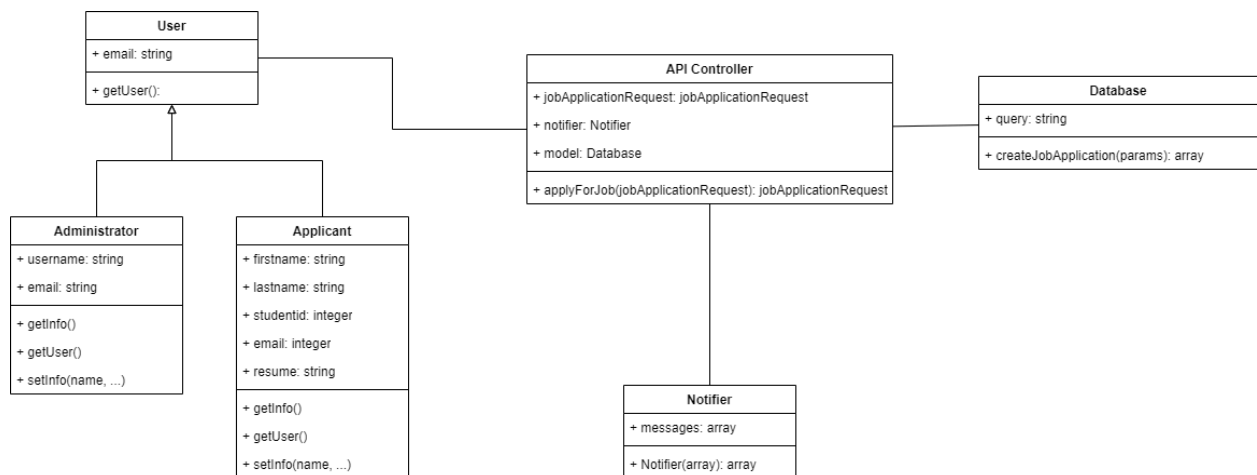 User
+ email: string
+ getUser():
API Controller
+ jobApplicationRequest: jobApplicationRequest
+ notifier: Notifier
+ model: Database
+ applyForJob(jobApplicationRequest): jobApplicationRequest
Database
+ query: string
+ createJobApplication(params): array
Administrator
+ username: string
+ email: string
+ getInfo()
+ getUser()
+ setInfo(name, ...)
Applicant
+ firstname: string
+ lastname: string
+ studentid: integer
+ email: integer
+ resume: string
+ getInfo()
+ getUser()
+ setInfo(name, ...)
Notifier
+ messages: array
+ Notifier(array): array